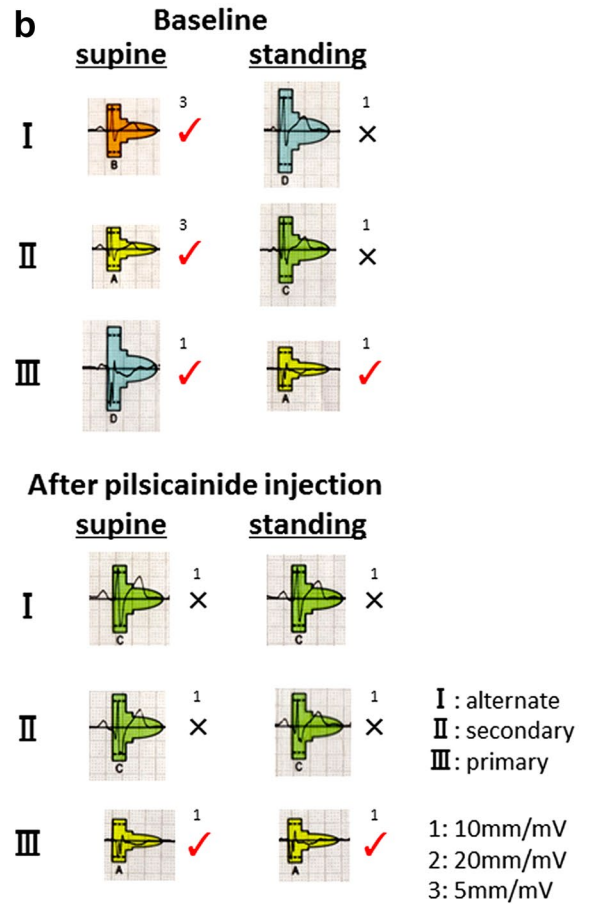 b
Baseline
supine standing
Ⅰ 3 ✓ 1 ×
B D
Ⅱ 3 ✓ 1 ×
A C
Ⅲ 1 ✓ 1 ✓
D A
After pilsicainide injection
supine standing
Ⅰ 1 × 1 ×
C C
Ⅱ 1 × 1 ×
C C
Ⅲ 1 ✓ 1 ✓
A A
Ⅰ : alternate
Ⅱ : secondary
Ⅲ : primary
1: 10mm/mV
2: 20mm/mV
3: 5mm/mV